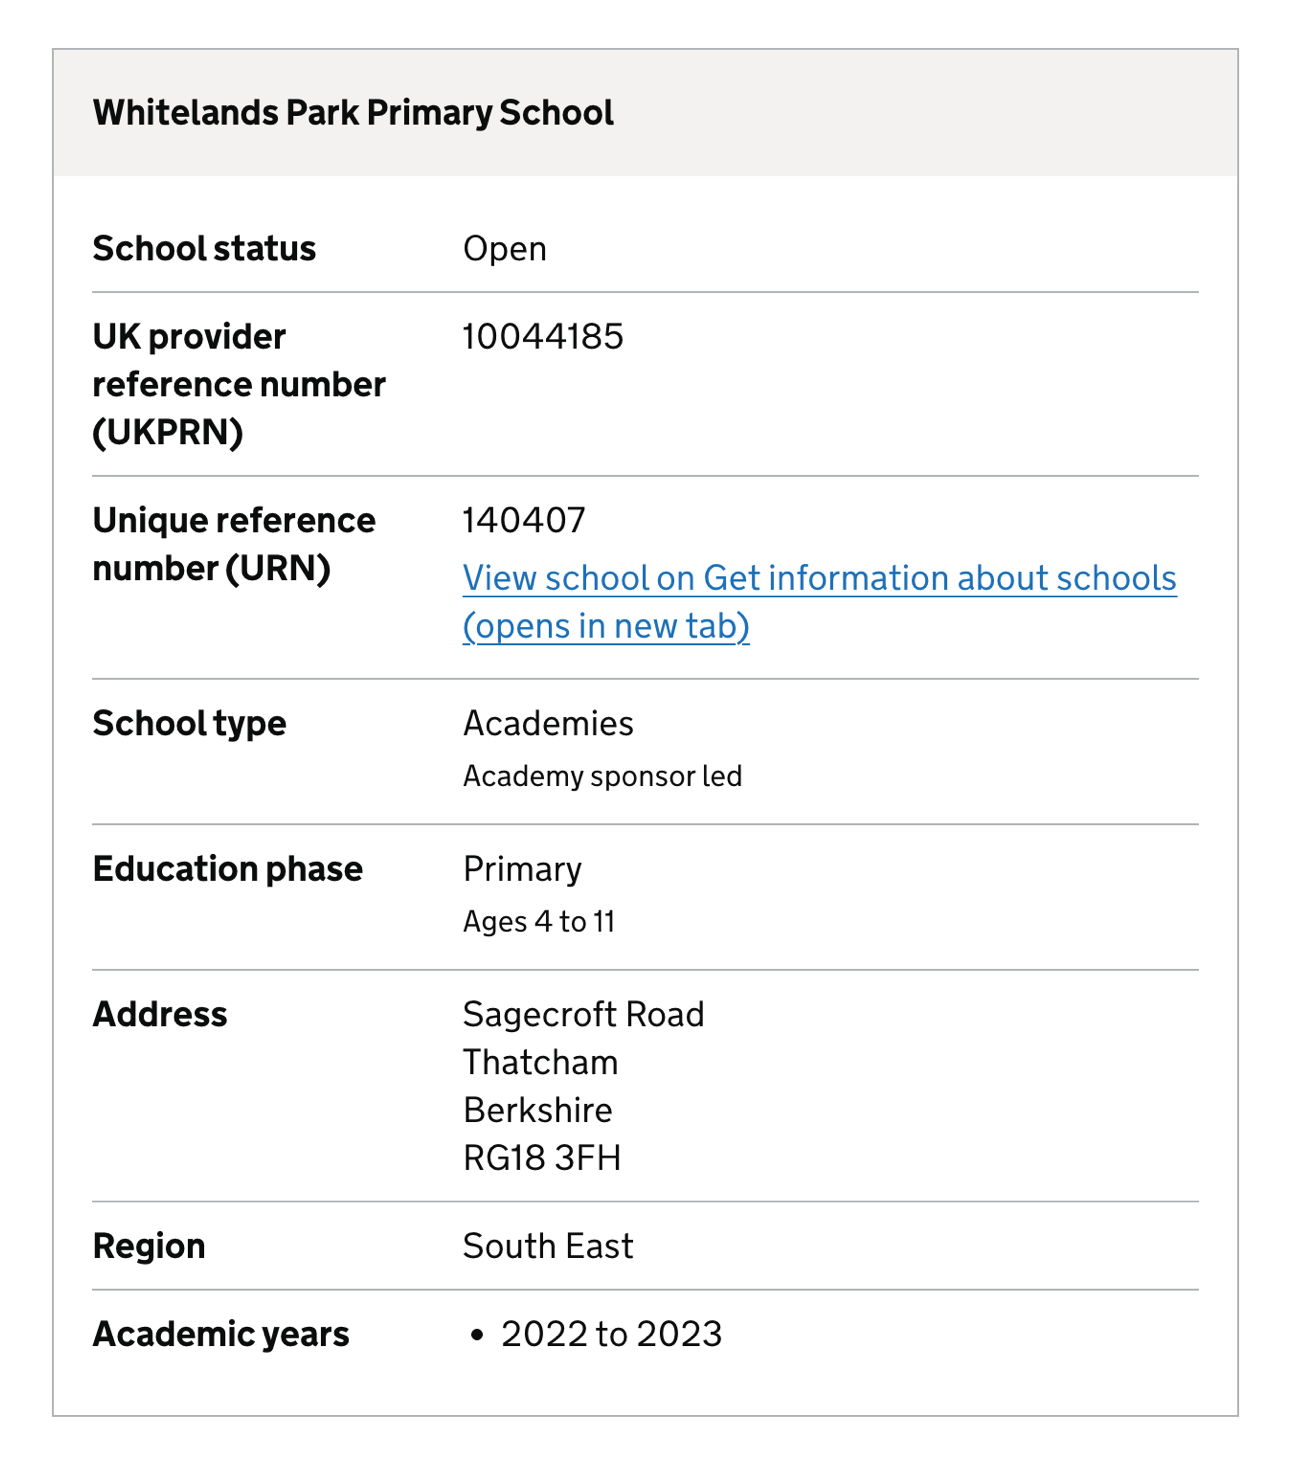 Whitelands Park Primary School
School status
Open
UK provider
reference number
(UKPRN)
10044185
Unique reference
number (URN)
140407
View school on Get information about schools
(opens in new tab)
School type
Academies
Academy sponsor led
Education phase
Primary
Ages 4 to 11
Address
Sagecroft Road
Thatcham
Berkshire
RG18 3FH
Region
South East
Academic years
• 2022 to 2023